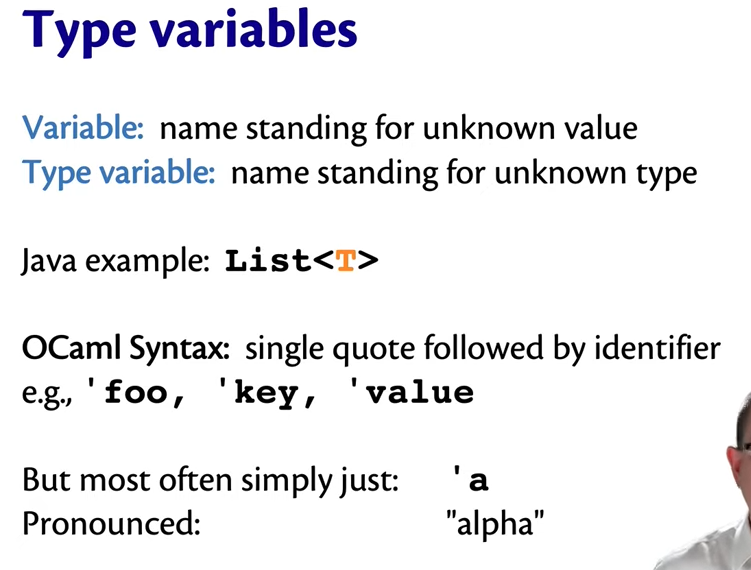 Type variables
Variable: name standing for unknown value
Type variable: name standing for unknown type
Java example: List<T>
OCaml Syntax: single quote followed by identifier
e.g., 'foo, 'key, 'value
But most often simply just: 'a
Pronounced: "alpha"